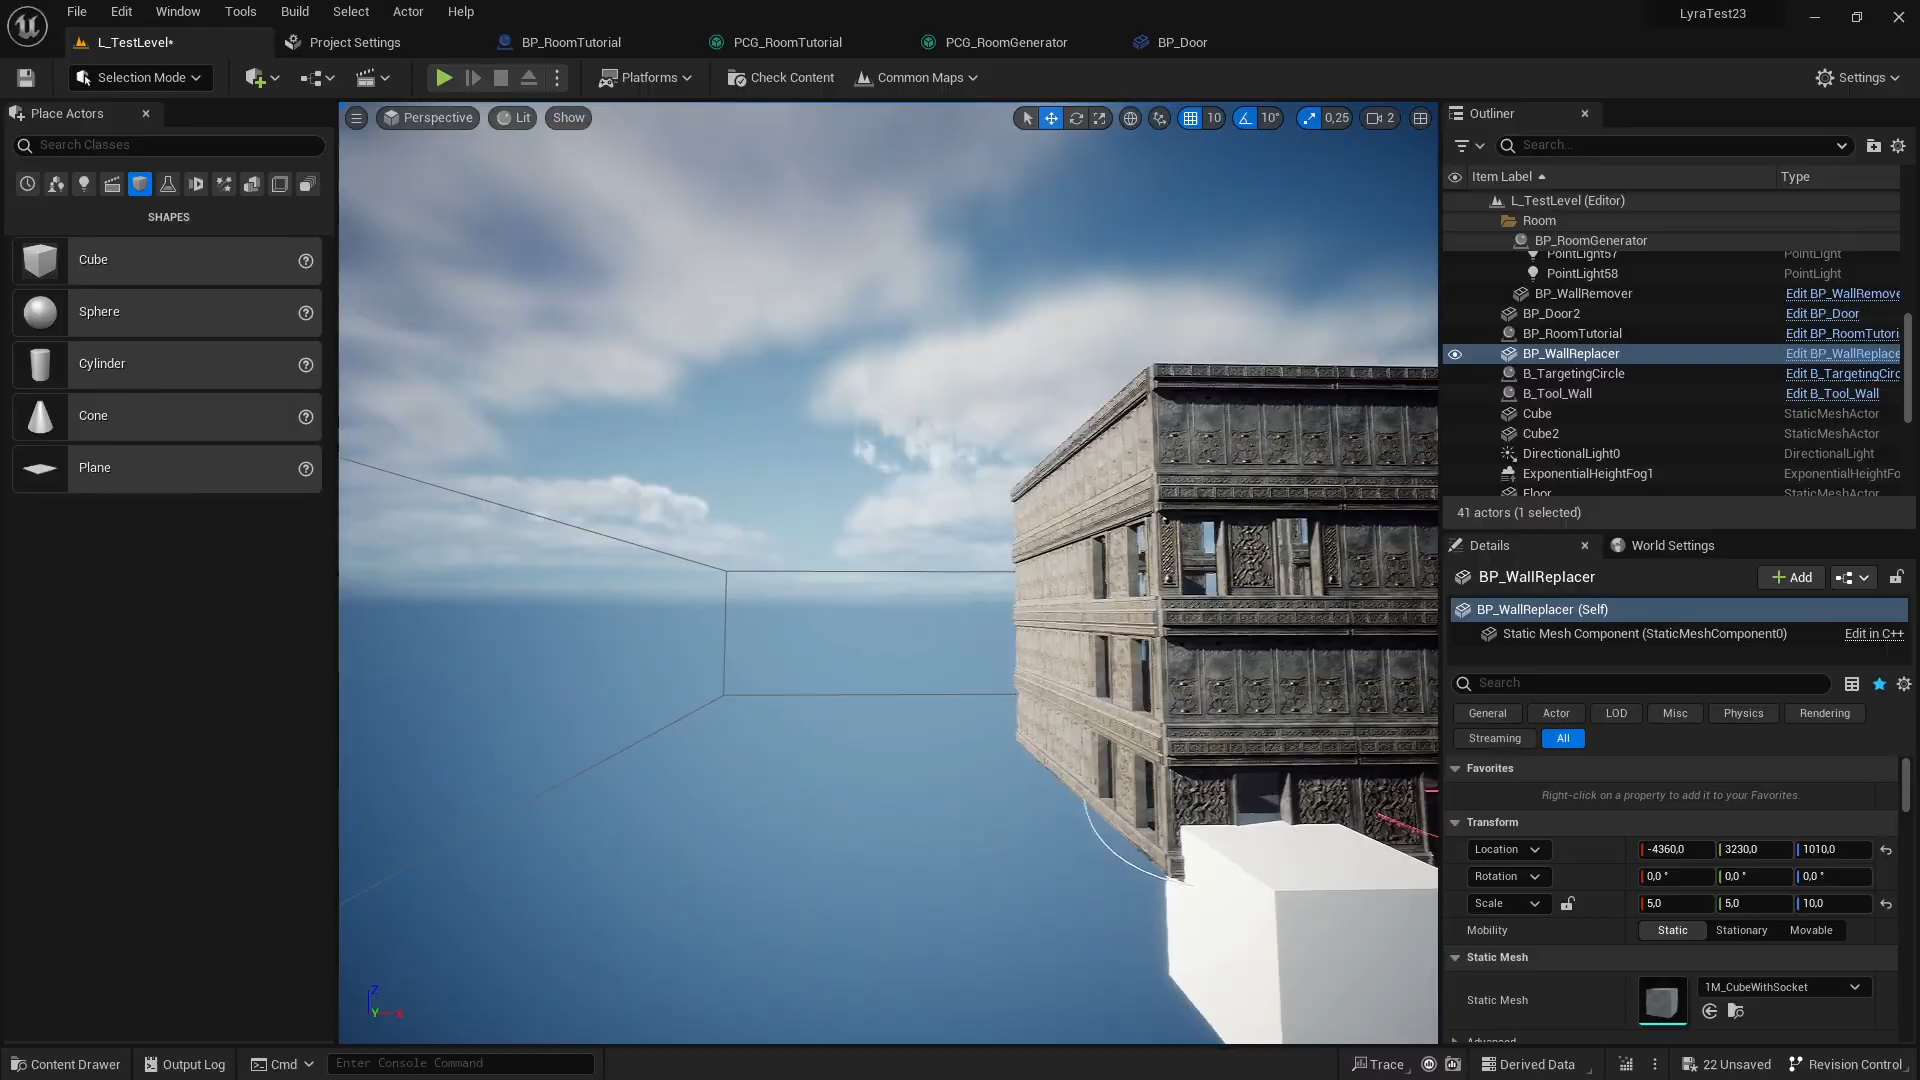 File Edit Window Tools Build Select Actor Help
LyraTest23
L_TestLevel*
Project Settings
BP_RoomTutorial
PCG_RoomTutorial
PCG_RoomGenerator
BP_Door
Selection Mode
Platforms
Check Content
Common Maps
Settings
Place Actors
Search Classes
SHAPES
Cube
Sphere
Cylinder
Cone
Plane
Perspective
Lit
Show
10
10°
0,25
2
Outliner
Search...
Item Label
Type
L_TestLevel (Editor)
Room
BP_RoomGenerator
PointLight57 PointLight
PointLight58 PointLight
BP_WallRemover Edit BP_WallRemove
BP_Door2 Edit BP_Door
BP_RoomTutorial Edit BP_RoomTutori
BP_WallReplacer Edit BP_WallReplace
B_TargetingCircle Edit B_TargetingCirc
B_Tool_Wall Edit B_Tool_Wall
Cube StaticMeshActor
Cube2 StaticMeshActor
DirectionalLight0 DirectionalLight
ExponentialHeightFog1 ExponentialHeightFo
Floor StaticMeshActor
41 actors (1 selected)
Details
World Settings
BP_WallReplacer
Add
BP_WallReplacer (Self)
Static Mesh Component (StaticMeshComponent0) Edit in C++
Search
General Actor LOD Misc Physics Rendering
Streaming All
Favorites
Right-click on a property to add it to your Favorites.
Transform
Location -4360,0 3230,0 1010,0
Rotation 0,0 ° 0,0 ° 0,0 °
Scale 5,0 5,0 10,0
Mobility Static Stationary Movable
Static Mesh
Static Mesh 1M_CubeWithSocket
Advanced
Z
Y X
Content Drawer
Output Log
Cmd
Enter Console Command
Trace
Derived Data
22 Unsaved
Revision Control